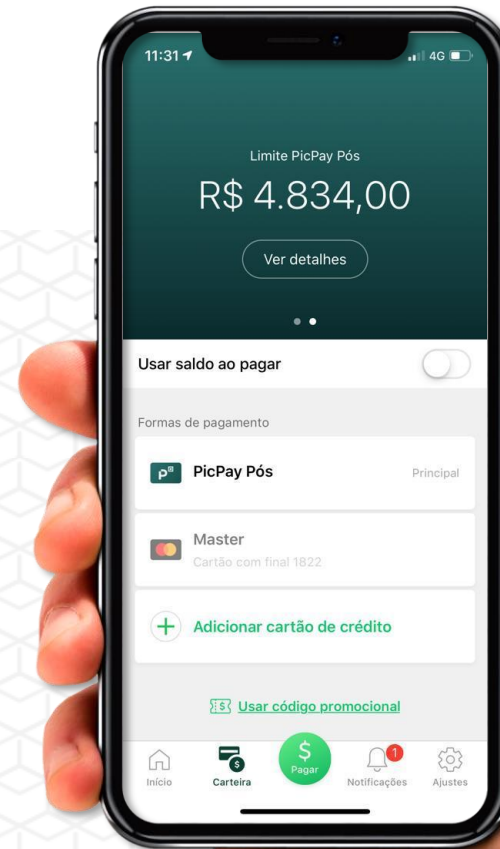 11:31
4G
Limite PicPay Pós
R$ 4.834,00
Ver detalhes
Usar saldo ao pagar
Formas de pagamento
PicPay Pós
Principal
Master
Cartão com final 1822
Adicionar cartão de crédito
Usar código promocional
$
Pagar
1
Início
Carteira
Notificações
Ajustes